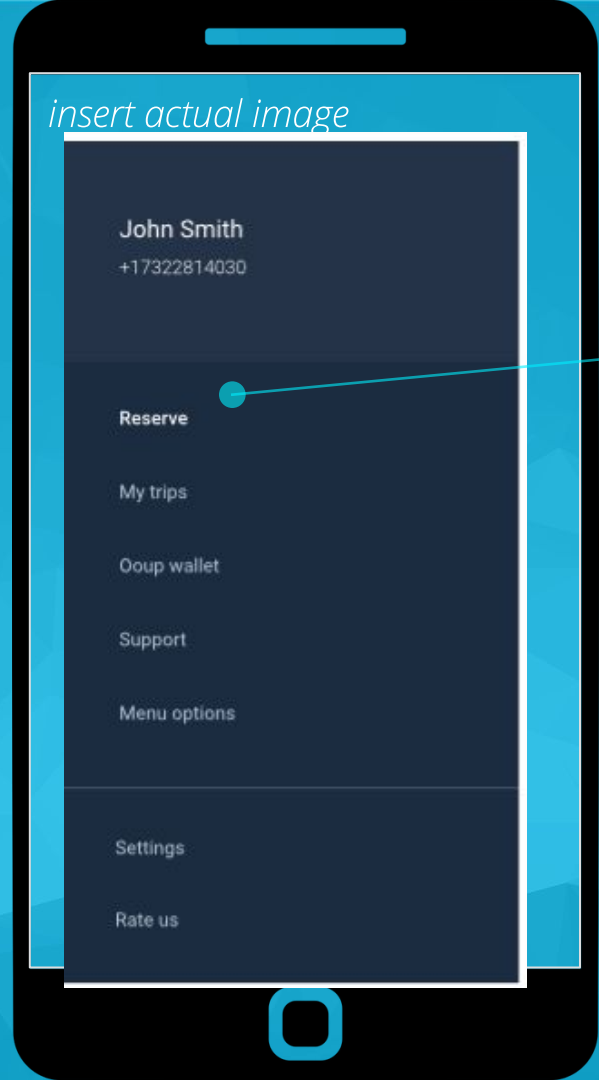 insert actual image
John Smith
+17322814030
Reserve
My trips
Ooup wallet
Support
Menu options
Settings
Rate us